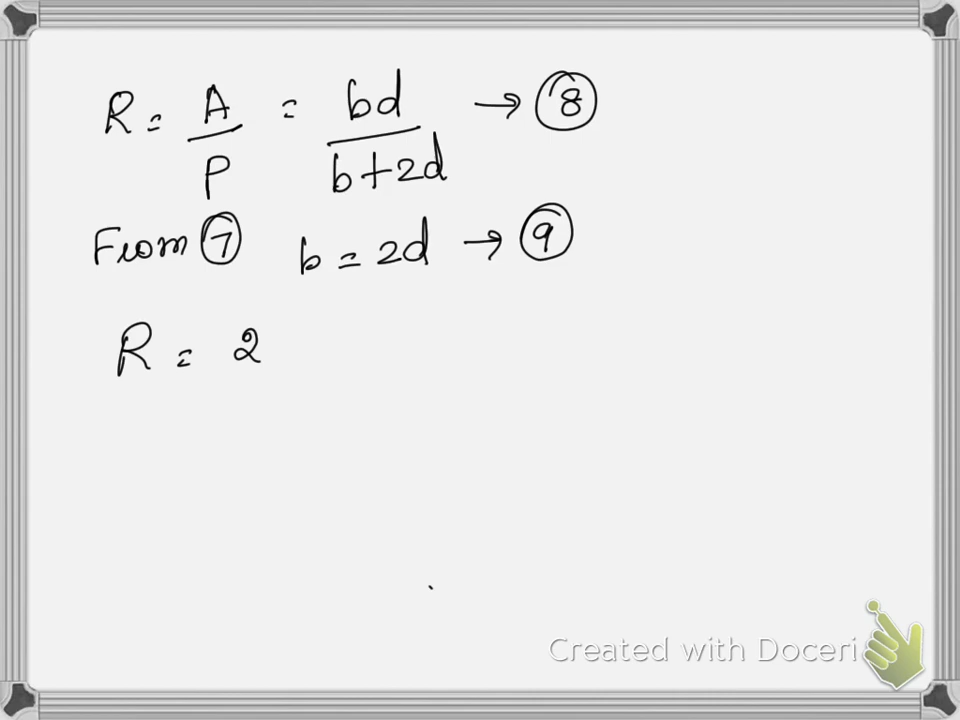 R = A/P = bd/b+2d → ⑧
From ⑦ b = 2d → ⑨
R = 2
Created with Doceri